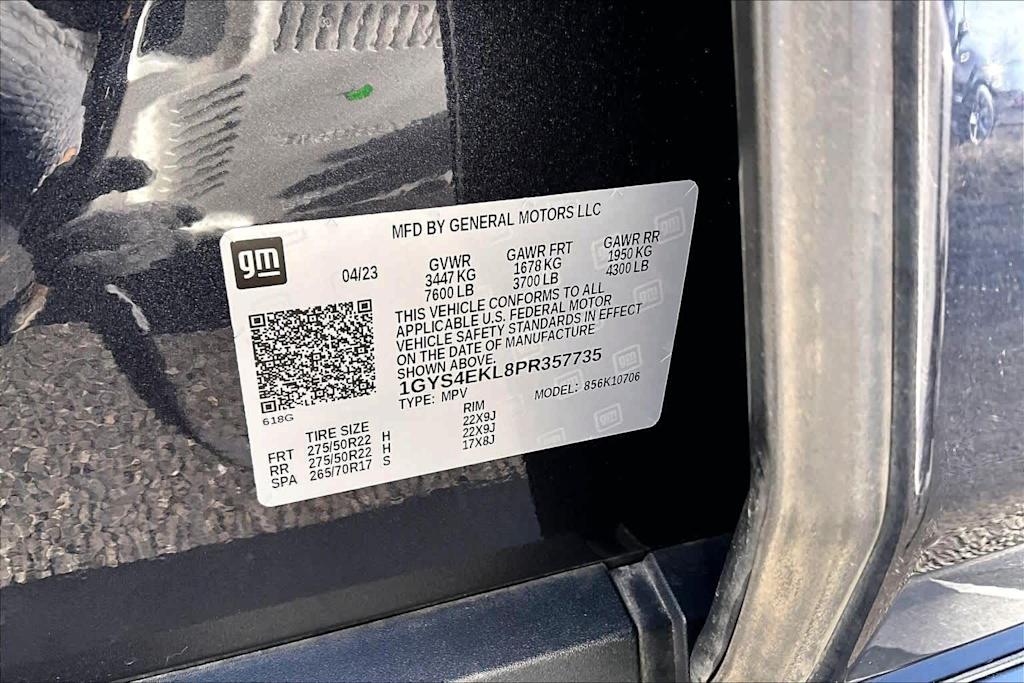 MFD BY GENERAL MOTORS LLC
gm
04/23
GVWR
3447 KG
7600 LB
GAWR FRT
1678 KG
3700 LB
GAWR RR
1950 KG
4300 LB
THIS VEHICLE CONFORMS TO ALL
APPLICABLE U.S. FEDERAL MOTOR
VEHICLE SAFETY STANDARDS IN EFFECT
ON THE DATE OF MANUFACTURE
SHOWN ABOVE.
1GYS4EKL8PR357735
TYPE: MPV
MODEL: 856K10706
618G
TIRE SIZE
RIM
FRT 275/50R22 H 22X9J
RR 275/50R22 H 22X9J
SPA 265/70R17 S 17X8J